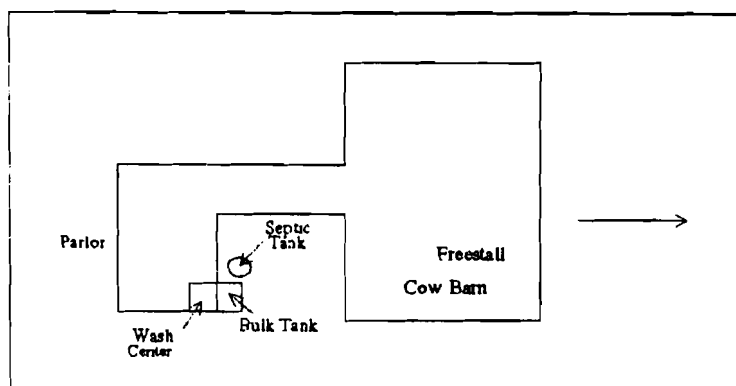 Septic
Tank
Parlor
Freestall
Cow Barn
Bulk Tank
Wash
Center